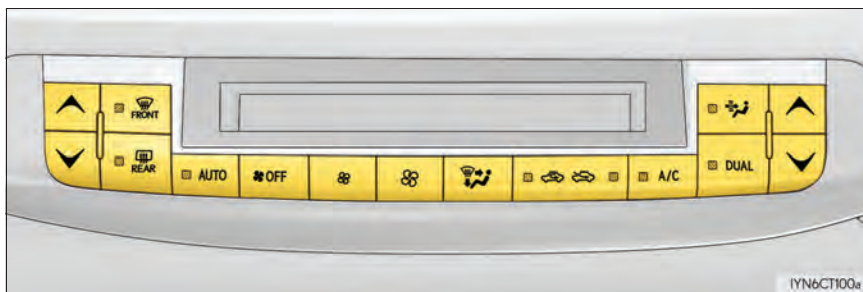 FRONT
REAR
AUTO
OFF
A/C
DUAL
IYN6CT100a